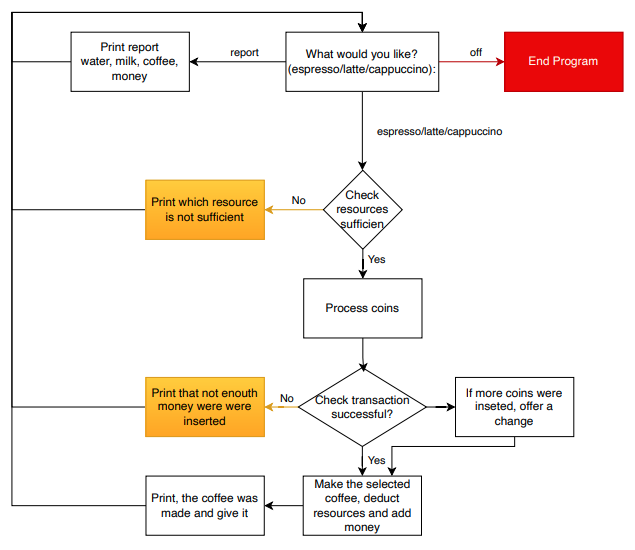 Print report
water, milk, coffee,
money
report
What would you like?
(espresso/latte/cappuccino):
off
End Program
espresso/latte/cappuccino
Print which resource
is not sufficient
No
Check
resources
sufficien
Yes
Process coins
Print that not enouth
money were were
inserted
No
Check transaction
successful?
If more coins were
inseted, offer a
change
Yes
Print, the coffee was
made and give it
Make the selected
coffee, deduct
resources and add
money